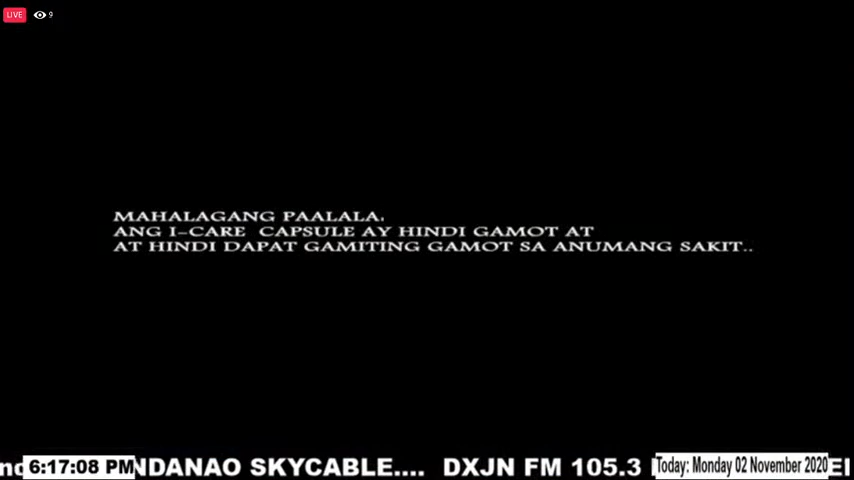 LIVE 9
MAHALAGANG PAALALA:
ANG I-CARE CAPSULE AY HINDI GAMOT AT
AT HINDI DAPAT GAMITING GAMOT SA ANUMANG SAKIT..
6:17:08 PM NDANAO SKYCABLE.... DXJN FM 105.3 Today: Monday 02 November 2020